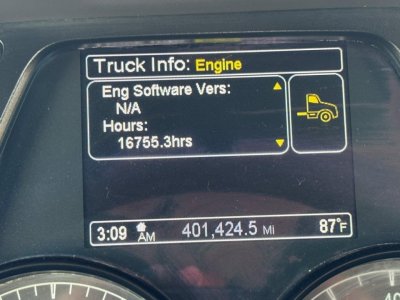 Truck Info: Engine
Eng Software Vers:
N/A
Hours:
16755.3hrs
3:09 AM 401,424.5 Mi 87°F